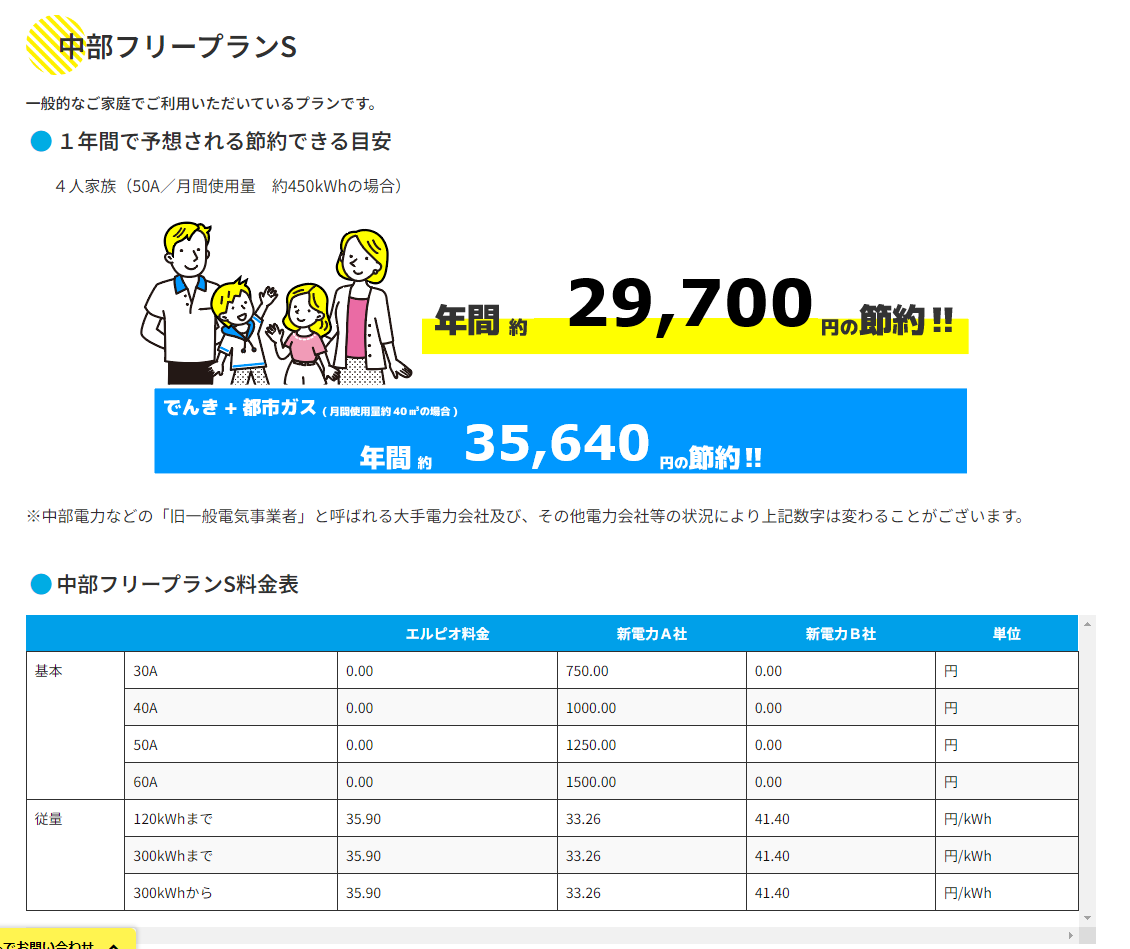 中部フリープランS
一般的なご家庭でご利用いただいているプランです。
１年間で予想される節約できる目安
４人家族（50A／月間使用量　約450kWhの場合）
年間 約 29,700 円の節約!!
でんき + 都市ガス ( 月間使用量約 40 ㎥の場合 )
年間 約 35,640 円の節約!!
※中部電力などの「旧一般電気事業者」と呼ばれる大手電力会社及び、その他電力会社等の状況により上記数字は変わることがございます。
中部フリープランS料金表
エルピオ料金 新電力Ａ社 新電力Ｂ社 単位
基本 30A 0.00 750.00 0.00 円
40A 0.00 1000.00 0.00 円
50A 0.00 1250.00 0.00 円
60A 0.00 1500.00 0.00 円
従量 120kWhまで 35.90 33.26 41.40 円/kWh
300kWhまで 35.90 33.26 41.40 円/kWh
300kWhから 35.90 33.26 41.40 円/kWh
でお問い合わせ